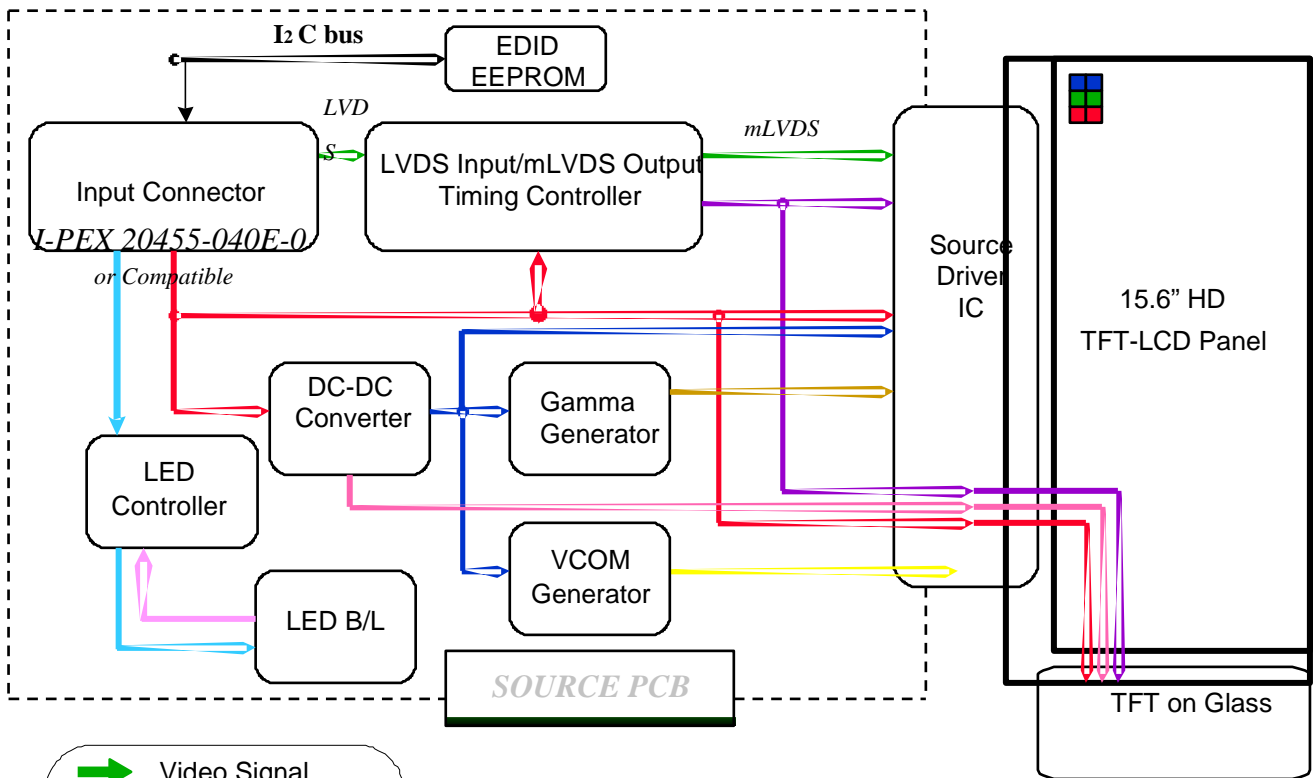 I2 C bus
EDID
EEPROM
LVD
S
mLVDS
Input Connector
I-PEX 20455-040E-0
or Compatible
LVDS Input/mLVDS Output
Timing Controller
Source
Driver
IC
15.6” HD
TFT-LCD Panel
DC-DC
Converter
Gamma
Generator
LED
Controller
VCOM
Generator
LED B/L
SOURCE PCB
TFT on Glass
Video Signal